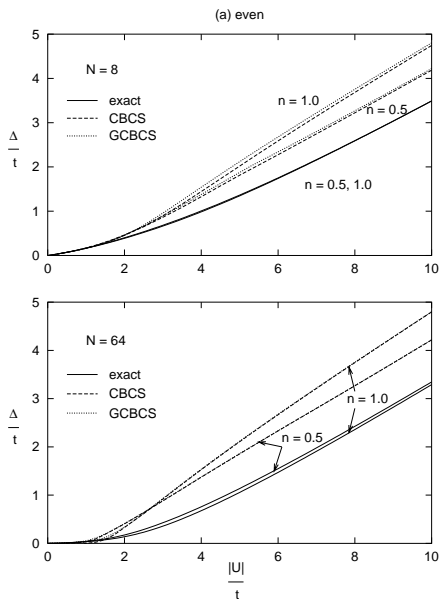 (a) even
5
4
3
2
1
0
Δ
t
N = 8
exact
CBCS
GCBCS
n = 1.0
n = 0.5
n = 0.5, 1.0
0 2 4 6 8 10
5
4
3
2
1
0
Δ
t
N = 64
exact
CBCS
GCBCS
n = 1.0
n = 0.5
0 2 4 6 8 10
|U|
t